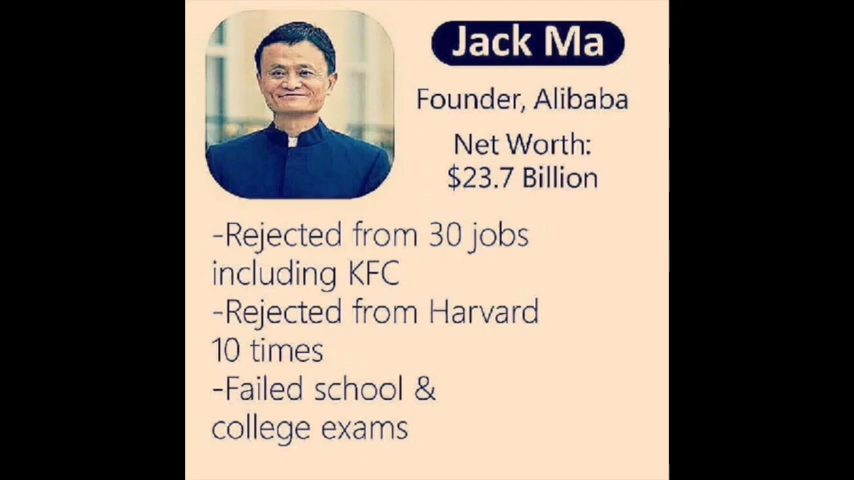 Jack Ma
Founder, Alibaba
Net Worth:
$23.7 Billion
-Rejected from 30 jobs
including KFC
-Rejected from Harvard
10 times
-Failed school &
college exams